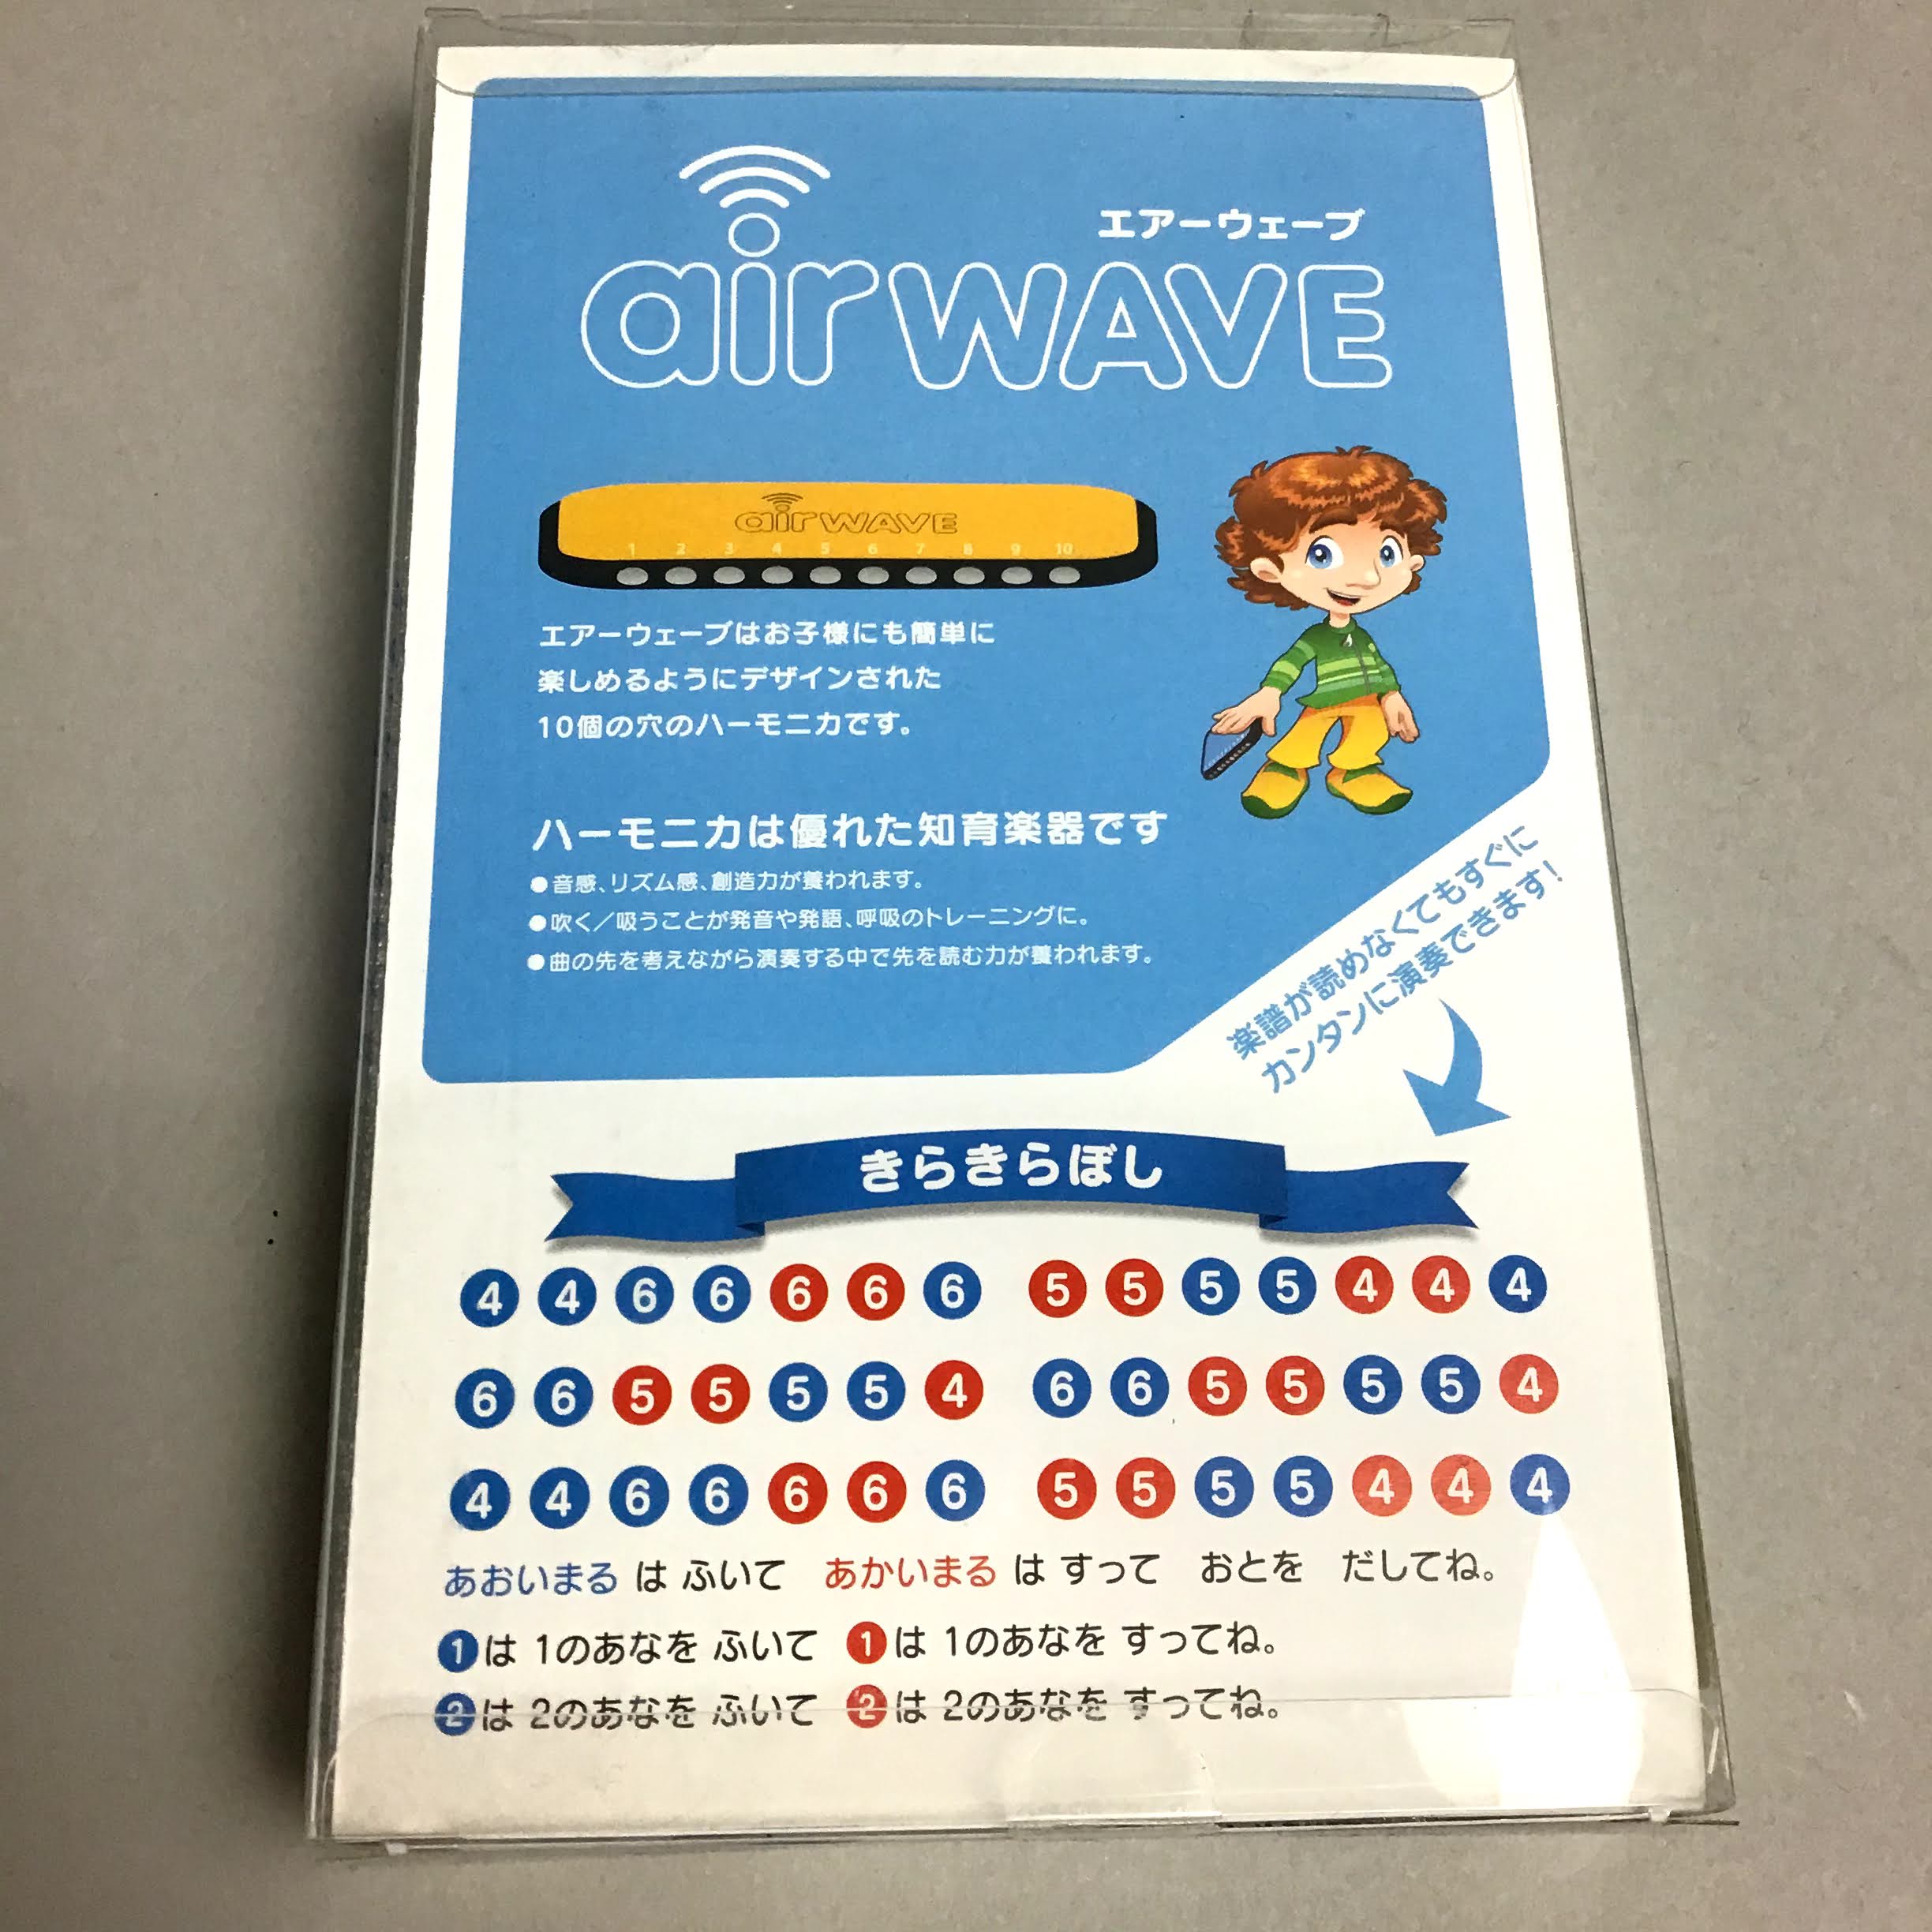 エアーウェーブ
airWAVE
airWAVE
1 2 3 4 5 6 7 8 9 10
エアーウェーブはお子様にも簡単に
楽しめるようにデザインされた
10個の穴のハーモニカです。
ハーモニカは優れた知育楽器です
●音感、リズム感、創造力が養われます。
●吹く／吸うことが発音や発語、呼吸のトレーニングに。
●曲の先を考えながら演奏する中で先を読む力が養われます。
楽譜が読めなくてもすぐに
カンタンに演奏できます!
きらきらぼし
4 4 6 6 6 6 6 5 5 5 5 4 4 4
6 6 5 5 5 5 4 6 6 5 5 5 5 4
4 4 6 6 6 6 6 5 5 5 5 4 4 4
あおいまる は ふいて あかいまる は すって おとを だしてね。
1は 1のあなを ふいて 1は 1のあなを すってね。
2は 2のあなを ふいて 2は 2のあなを すってね。